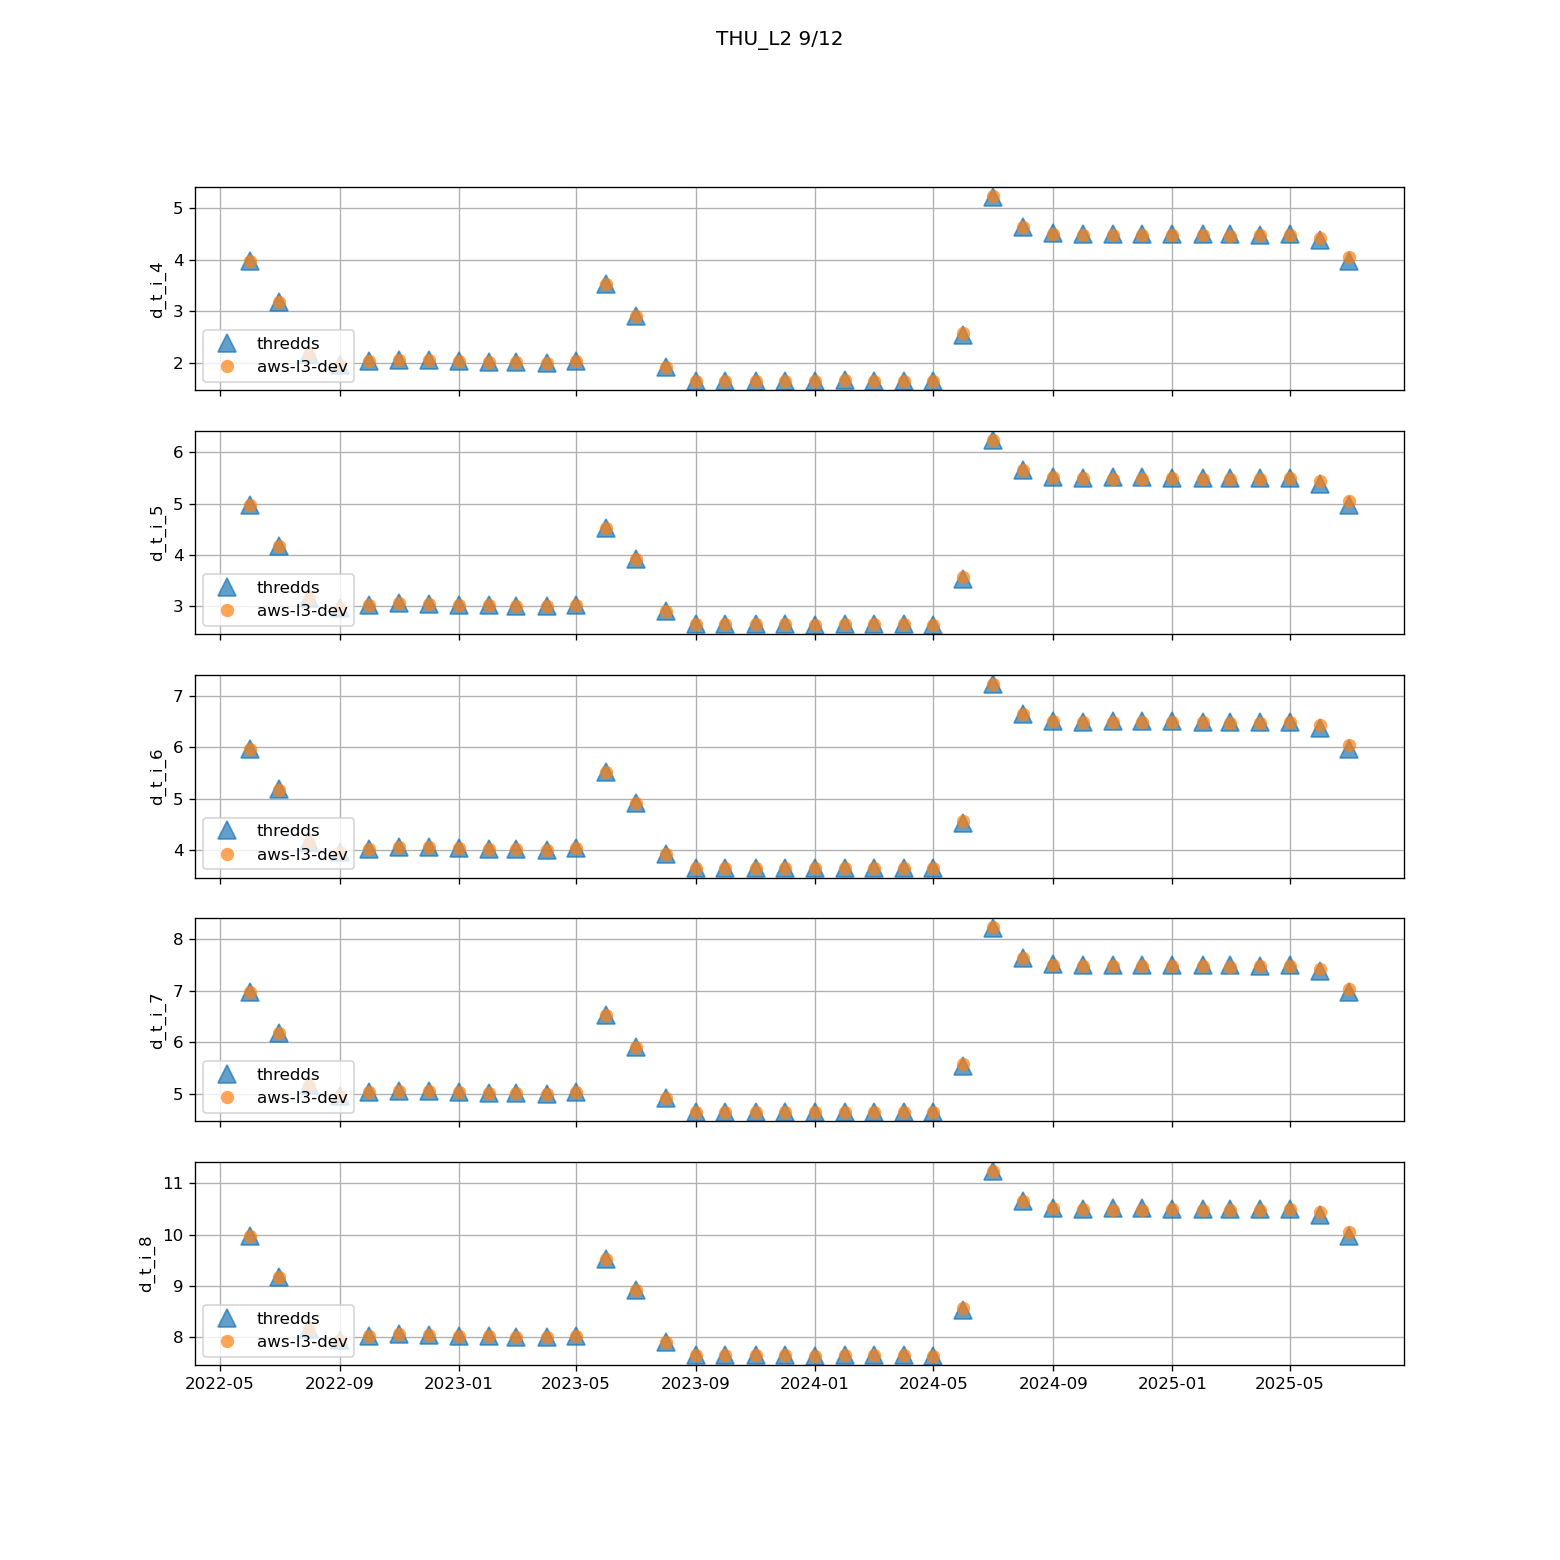 THU_L2 9/12
5
4
3
2
d_t_i_4
thredds
aws-l3-dev
6
5
4
3
d_t_i_5
thredds
aws-l3-dev
7
6
5
4
d_t_i_6
thredds
aws-l3-dev
8
7
6
5
d_t_i_7
thredds
aws-l3-dev
11
10
9
8
d_t_i_8
thredds
aws-l3-dev
2022-05 2022-09 2023-01 2023-05 2023-09 2024-01 2024-05 2024-09 2025-01 2025-05